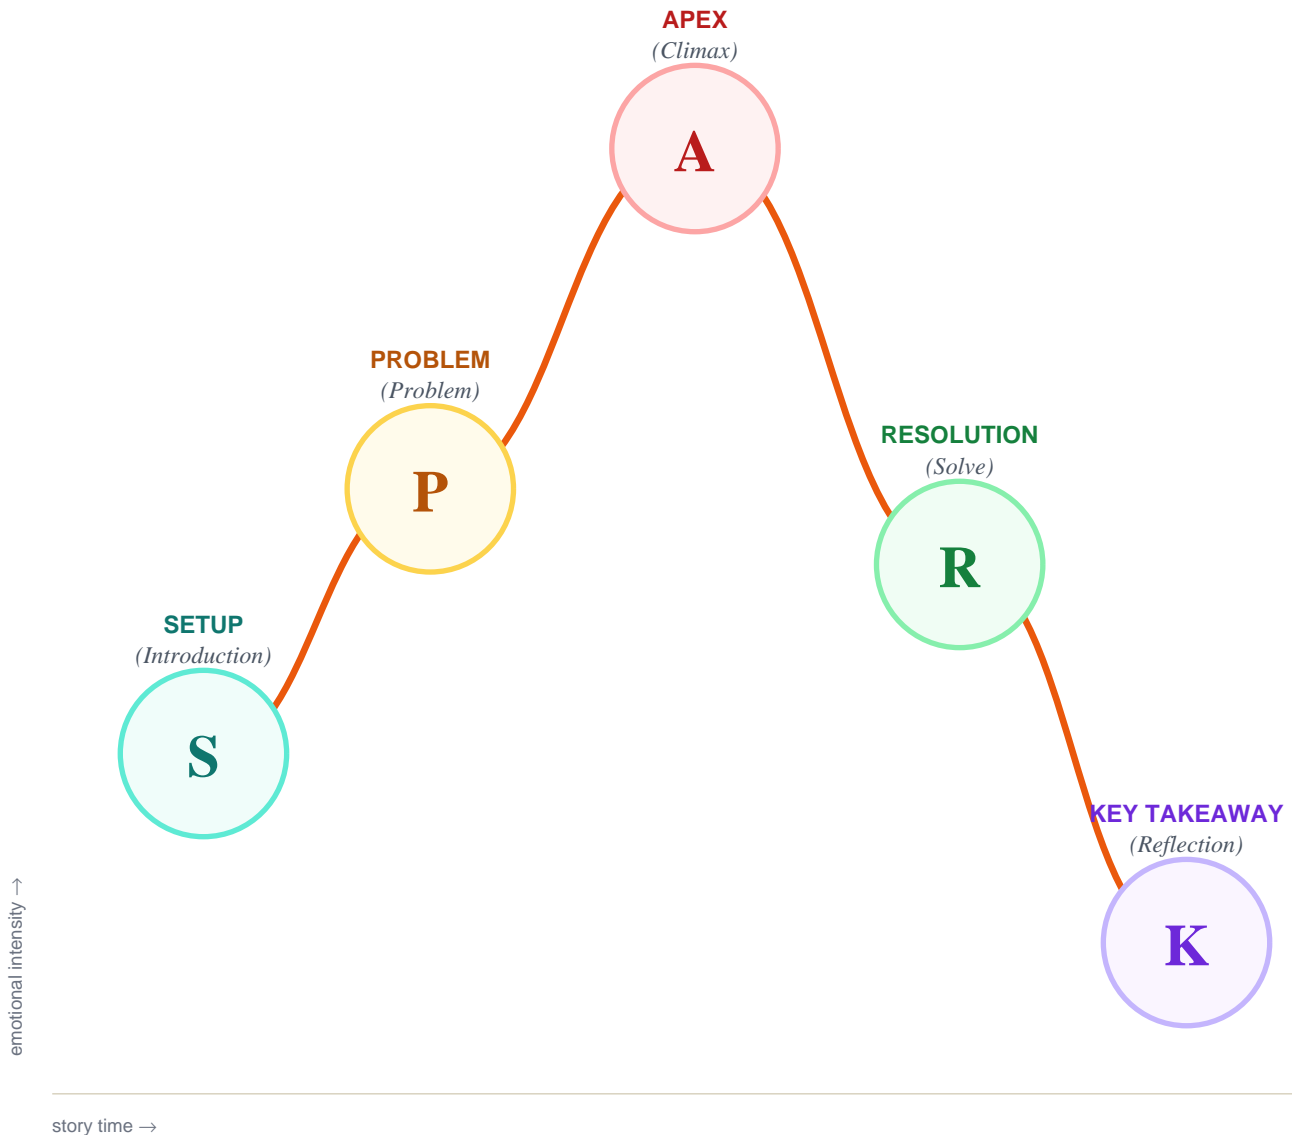 APEX
(Climax)
A
PROBLEM
(Problem)
P
RESOLUTION
(Solve)
R
SETUP
(Introduction)
S
KEY TAKEAWAY
(Reflection)
K
emotional intensity →
story time →